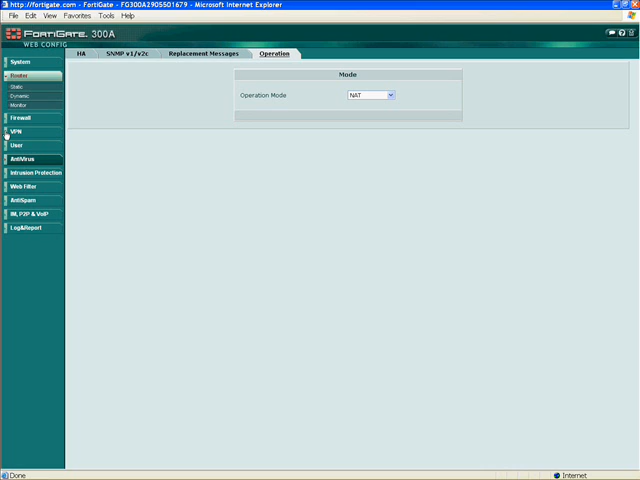 http://fortigate.com - FortiGate - FG300A2905501679 - Microsoft Internet Explorer
File Edit View Favorites Tools Help
FORTIGATE 300A
WEB CONFIG
HA SNMP v1/v2c Replacement Messages Operation
System
Router
Static
Dynamic
Monitor
Firewall
VPN
User
AntiVirus
Intrusion Protection
Web Filter
AntiSpam
IM, P2P & VoIP
Log&Report
Mode
Operation Mode NAT
Done Internet